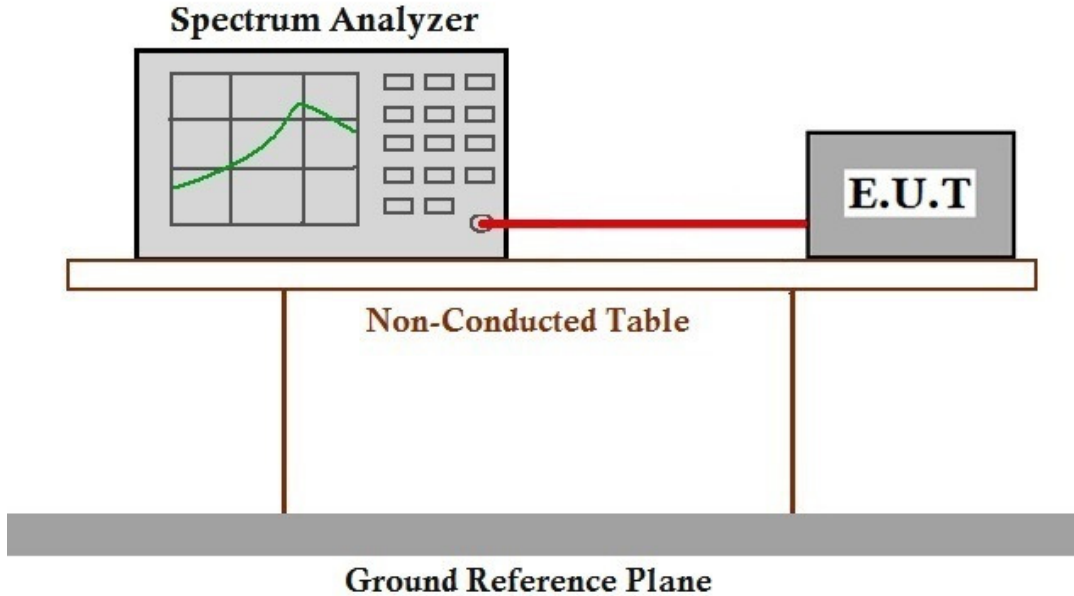 Spectrum Analyzer
E.U.T
Non-Conducted Table
Ground Reference Plane